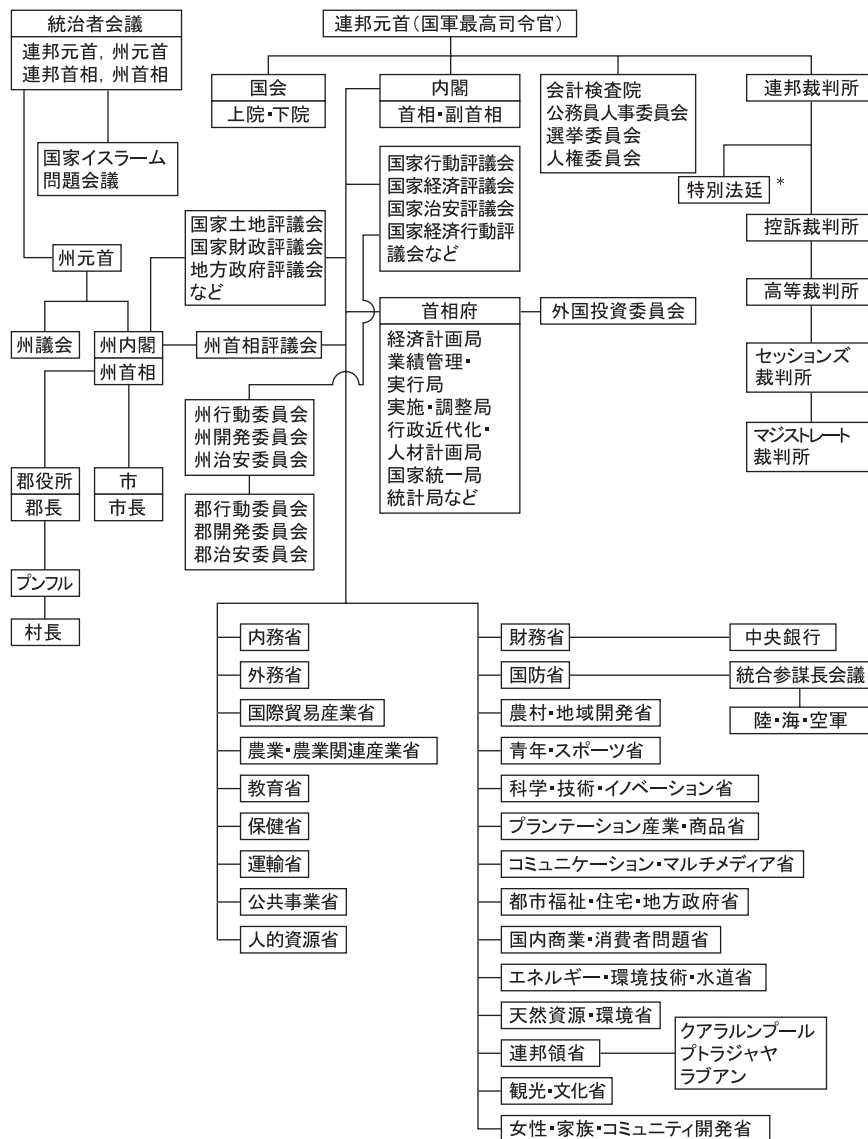 統治者会議
連邦元首，州元首
連邦首相，州首相
国家イスラーム
問題会議
連邦元首（国軍最高司令官）
国会
上院・下院
内閣
首相・副首相
会計検査院
公務員人事委員会
選挙委員会
人権委員会
連邦裁判所
特別法廷 *
控訴裁判所
高等裁判所
セッションズ
裁判所
マジストレート
裁判所
国家行動評議会
国家経済評議会
国家治安評議会
国家経済行動評
議会など
国家土地評議会
国家財政評議会
地方政府評議会
など
州元首
州議会
州内閣
州首相
州首相評議会
首相府
経済計画局
業績管理・
実行局
実施・調整局
行政近代化・
人材計画局
国家統一局
統計局など
外国投資委員会
州行動委員会
州開発委員会
州治安委員会
郡行動委員会
郡開発委員会
郡治安委員会
郡役所
郡長
市
市長
プンフル
村長
内務省
外務省
国際貿易産業省
農業・農業関連産業省
教育省
保健省
運輸省
公共事業省
人的資源省
財務省
中央銀行
国防省
統合参謀長会議
陸・海・空軍
農村・地域開発省
青年・スポーツ省
科学・技術・イノベーション省
プランテーション産業・商品省
コミュニケーション・マルチメディア省
都市福祉・住宅・地方政府省
国内商業・消費者問題省
エネルギー・環境技術・水道省
天然資源・環境省
連邦領省
クアラルンプール
プトラジャヤ
ラブアン
観光・文化省
女性・家族・コミュニティ開発省